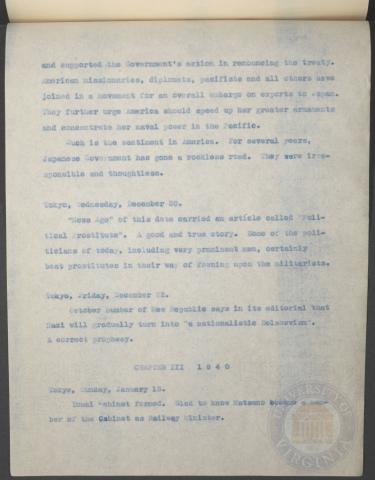 and supported the Government's action in renouncing the treaty.
American missionaries, diplomats, pacifists and all others have
joined in a movement for an overall embargo on exports to Japan.
They further urge America should speed up her greater armaments
and concentrate her naval power in the Pacific.
Such is the sentiment in America. For several years,
Japanese Government has gone a reckless road. They were irre-
sponsible and thoughtless.
Tokyo, Wednesday, December 20.
"News Age" of this date carried an article called "Poli-
tical Prostitute". A good and true story. Some of the poli-
ticians of today, including very prominent men, certainly
beat prostitutes in their way of fawning upon the militarists.
Tokyo, Friday, December 22.
October number of New Republic says in its editorial that
Nazi will gradually turn into "a nationalistic Bolshevism".
A correct prophecy.
CHAPTER III 1940
Tokyo, Sunday, January
Yonai Cabinet formed. Glad to know Matsuno became a mem-
ber of the Cabinet as Railway Minister.
UNIVERSITY OF
VIRGINIA